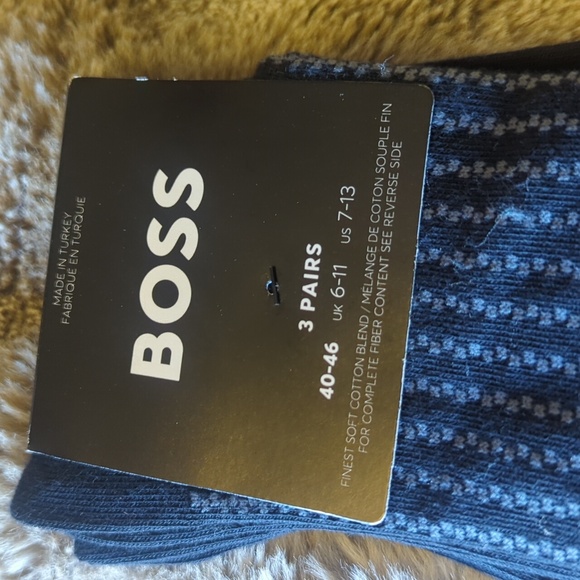 MADE IN TURKEY
FABRIQUÉ EN TURQUIE
BOSS
3 PAIRS
40-46 UK 6-11 US 7-13
FINEST SOFT COTTON BLEND / MÉLANGE DE COTON SOUPLE FIN
FOR COMPLETE FIBER CONTENT SEE REVERSE SIDE